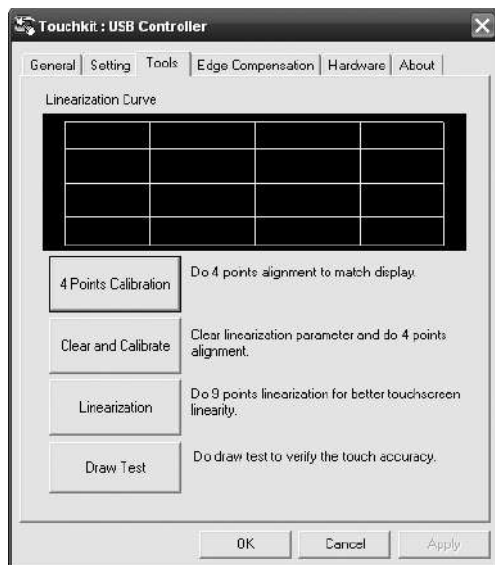 Touchkit : USB Controller
General Setting Tools Edge Compensation Hardware About
Linearization Curve
4 Points Calibration
Do 4 points alignment to match display.
Clear and Calibrate
Clear linearization parameter and do 4 points
alignment.
Linearization
Do 9 points linearization for better touchscreen
linearity.
Draw Test
Do draw test to verify the touch accuracy.
OK Cancel Apply